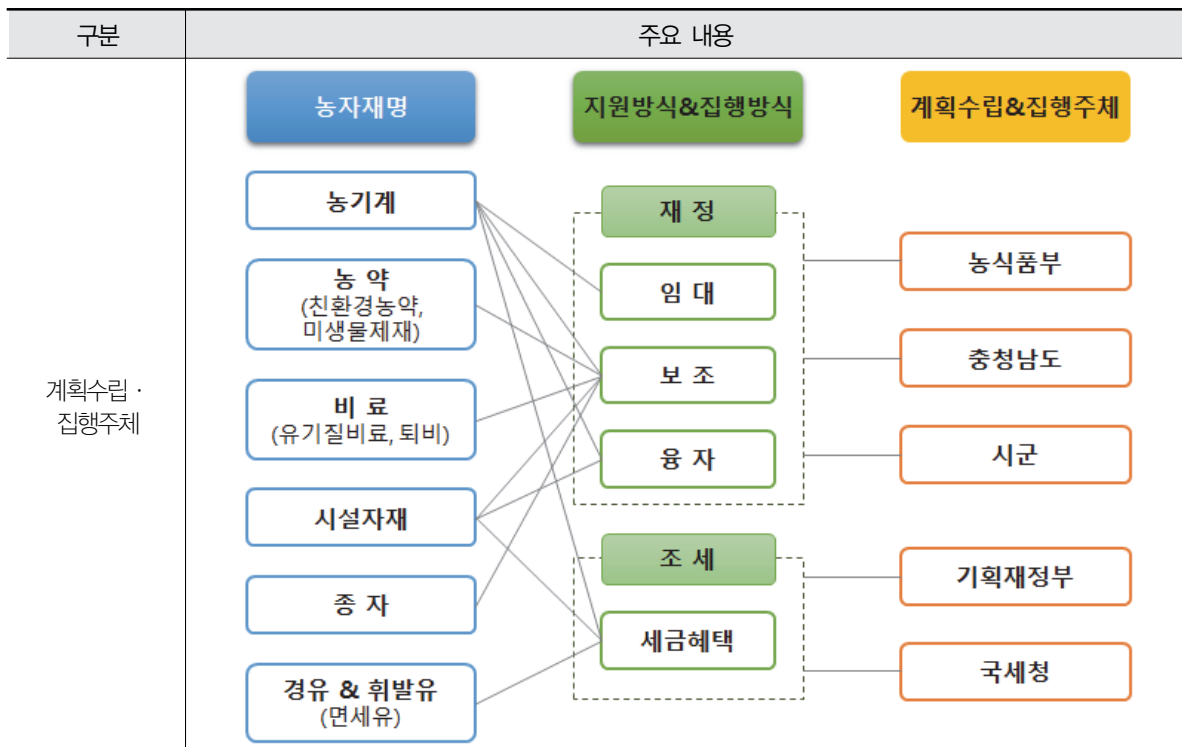 구분
주요 내용
계획수립 ·
집행주체
농자재명
지원방식&집행방식
계획수립&집행주체
농기계
농 약
(친환경농약,
미생물제재)
비 료
(유기질비료, 퇴비)
시설자재
종 자
경유 & 휘발유
(면세유)
재 정
임 대
보 조
융 자
조 세
세금혜택
농식품부
충청남도
시군
기획재정부
국세청